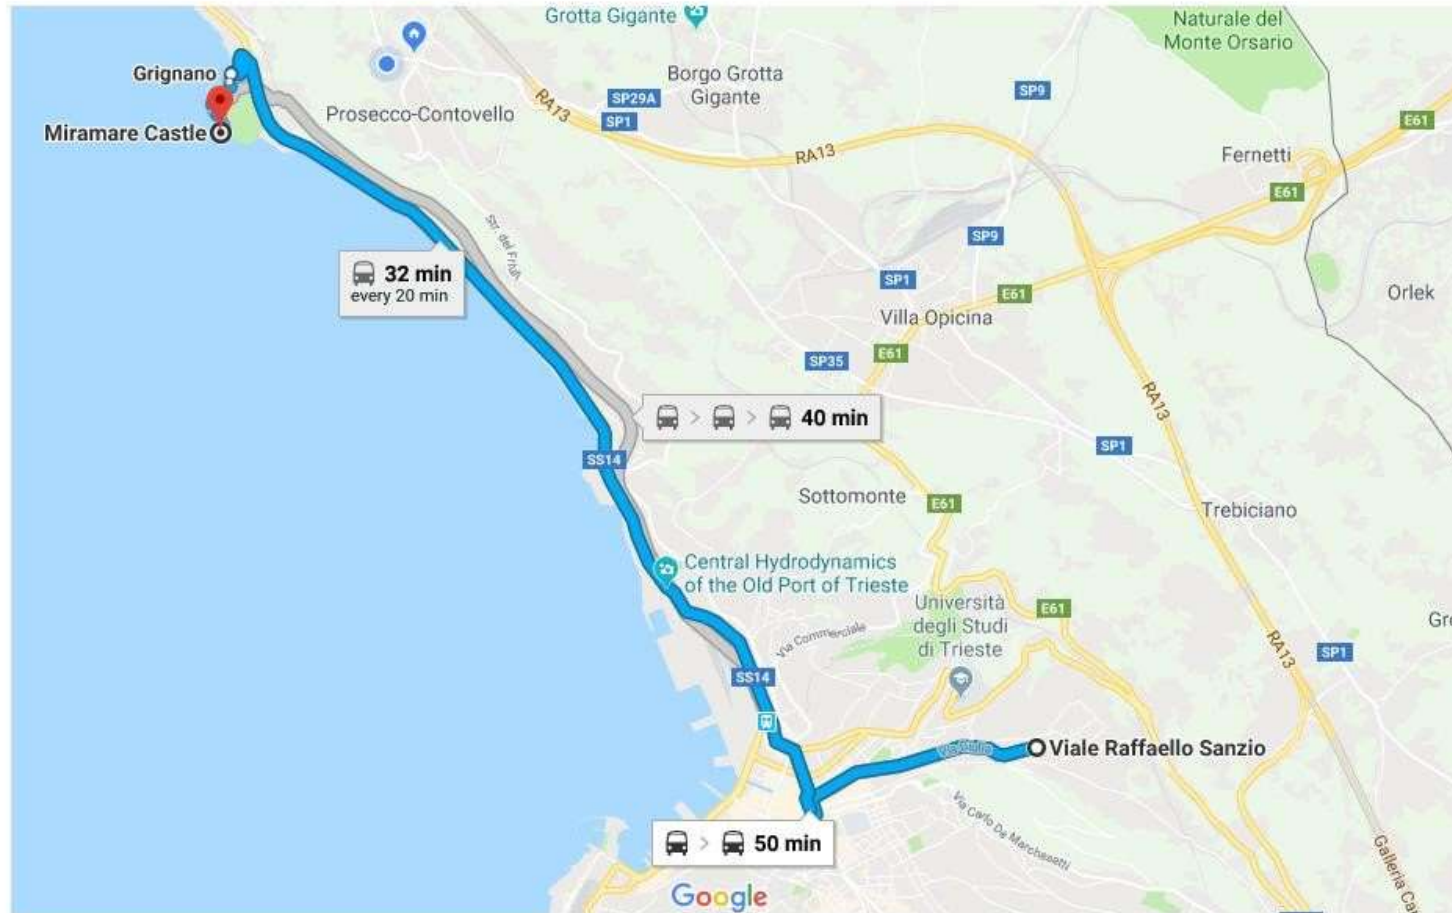 Grotta Gigante
Naturale del
Monte Orsario
Grignano
Borgo Grotta
Gigante
SP29A
SP9
RA13
SP1
E61
Prosecco-Contovello
Miramare Castle
RA13
Fernetti
E61
Str. del Friuli
SP9
32 min
every 20 min
SP1
E61
Orlek
Villa Opicina
SP35
E61
RA13
> > 40 min
SP1
SS14
Sottomonte
E61
Trebiciano
Central Hydrodynamics
of the Old Port of Trieste
Università
degli Studi
di Trieste
E61
Via Commerciale
RA13
SP1
SS14
Via Giulia
Viale Raffaello Sanzio
Via Carlo De Marchesetti
> 50 min
Galleria
Google